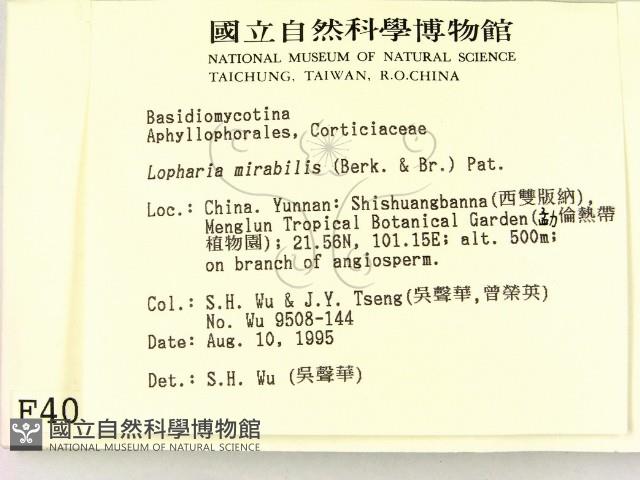 國立自然科學博物館
NATIONAL MUSEUM OF NATURAL SCIENCE
TAICHUNG, TAIWAN, R.O.CHINA
Basidiomycotina
Aphyllophorales, Corticiaceae
Lopharia mirabilis (Berk. & Br.) Pat.
Loc.: China. Yunnan: Shishuangbanna(西雙版納),
Menglun Tropical Botanical Garden(勐倫熱帶
植物園); 21.56N, 101.15E; alt. 500m;
on branch of angiosperm.
Col.: S.H. Wu & J.Y. Tseng(吳聲華,曾榮英)
No. Wu 9508-144
Date: Aug. 10, 1995
Det.: S.H. Wu (吳聲華)
F40
國立自然科學博物館
NATIONAL MUSEUM OF NATURAL SCIENCE